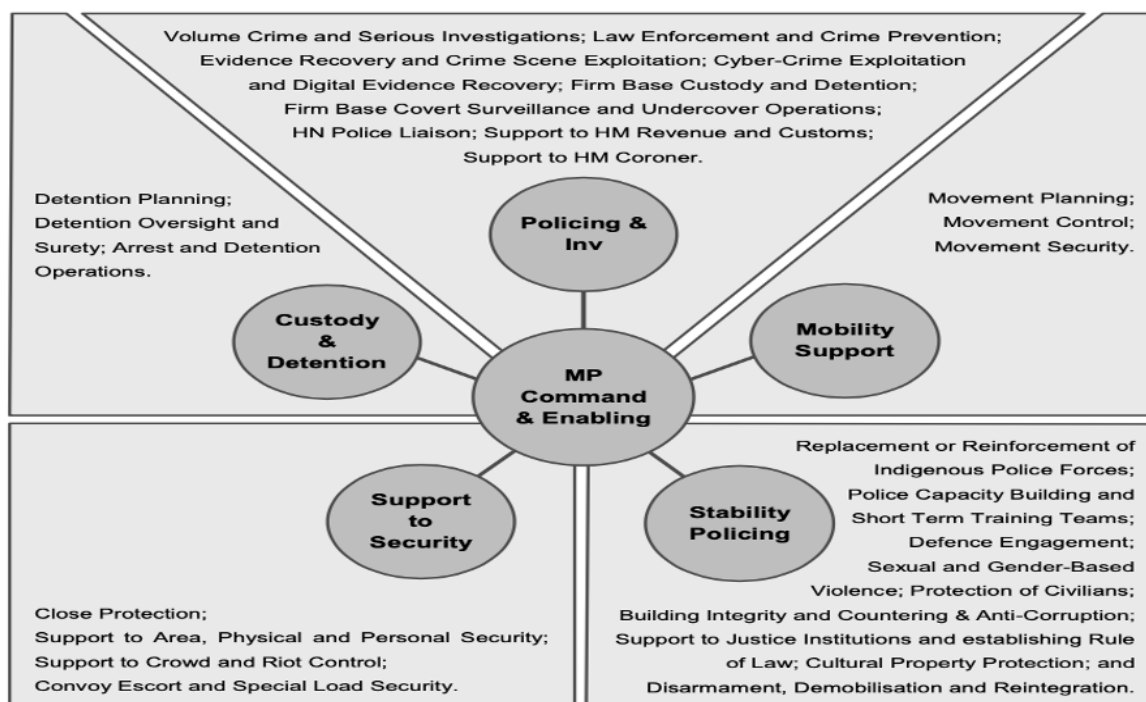 Volume Crime and Serious Investigations; Law Enforcement and Crime Prevention;
Evidence Recovery and Crime Scene Exploitation; Cyber-Crime Exploitation
and Digital Evidence Recovery; Firm Base Custody and Detention;
Firm Base Covert Surveillance and Undercover Operations;
HN Police Liaison; Support to HM Revenue and Customs;
Support to HM Coroner.
Detention Planning;
Detention Oversight and
Surety; Arrest and Detention
Operations.
Movement Planning;
Movement Control;
Movement Security.
Policing &
Inv
Custody
&
Detention
Mobility
Support
MP
Command
& Enabling
Support
to
Security
Stability
Policing
Close Protection;
Support to Area, Physical and Personal Security;
Support to Crowd and Riot Control;
Convoy Escort and Special Load Security.
Replacement or Reinforcement of
Indigenous Police Forces;
Police Capacity Building and
Short Term Training Teams;
Defence Engagement;
Sexual and Gender-Based
Violence; Protection of Civilians;
Building Integrity and Countering & Anti-Corruption;
Support to Justice Institutions and establishing Rule
of Law; Cultural Property Protection; and
Disarmament, Demobilisation and Reintegration.